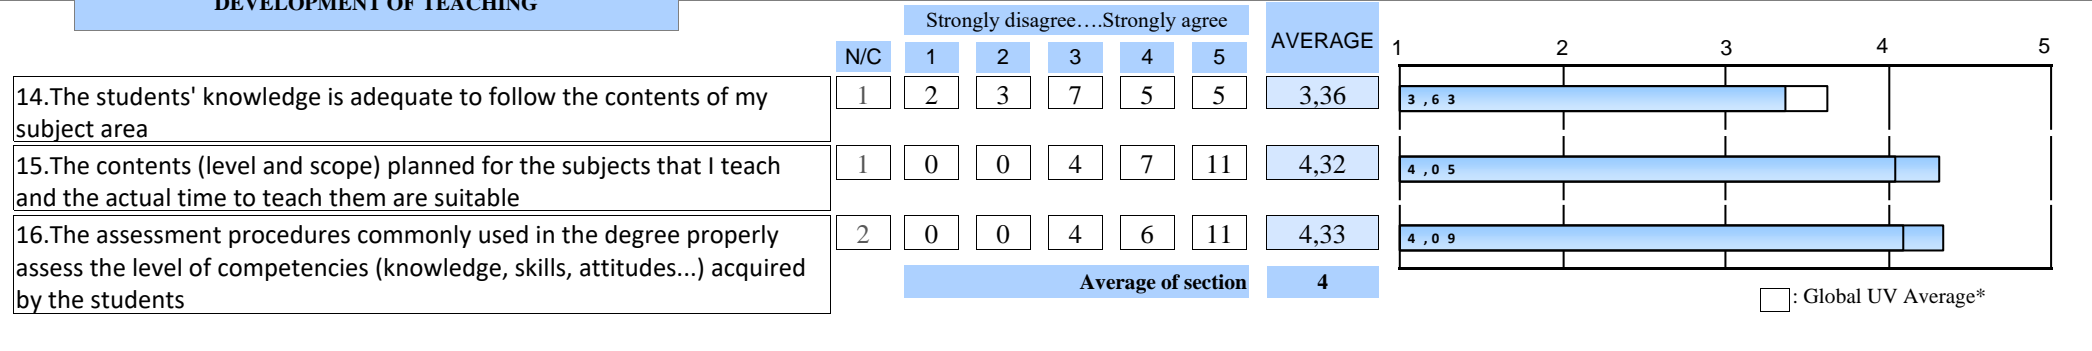 DEVELOPMENT OF TEACHING
Strongly disagree….Strongly agree
AVERAGE
N/C 1 2 3 4 5
1 2 3 4 5
14.The students' knowledge is adequate to follow the contents of my
subject area
1 2 3 7 5 5 3,36
3,63
15.The contents (level and scope) planned for the subjects that I teach
and the actual time to teach them are suitable
1 0 0 4 7 11 4,32
4,05
16.The assessment procedures commonly used in the degree properly
assess the level of competencies (knowledge, skills, attitudes...) acquired
by the students
2 0 0 4 6 11 4,33
4,09
Average of section 4
: Global UV Average*